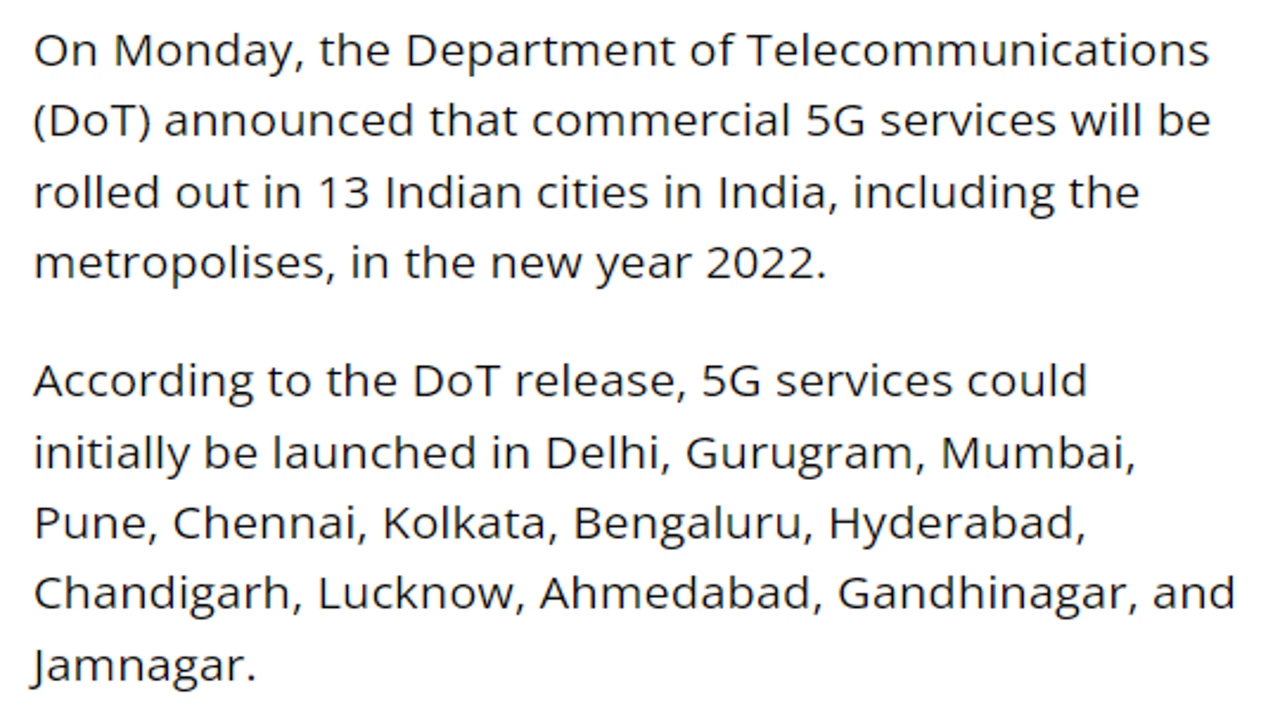 On Monday, the Department of Telecommunications
(DoT) announced that commercial 5G services will be
rolled out in 13 Indian cities in India, including the
metropolises, in the new year 2022.
According to the DoT release, 5G services could
initially be launched in Delhi, Gurugram, Mumbai,
Pune, Chennai, Kolkata, Bengaluru, Hyderabad,
Chandigarh, Lucknow, Ahmedabad, Gandhinagar, and
Jamnagar.